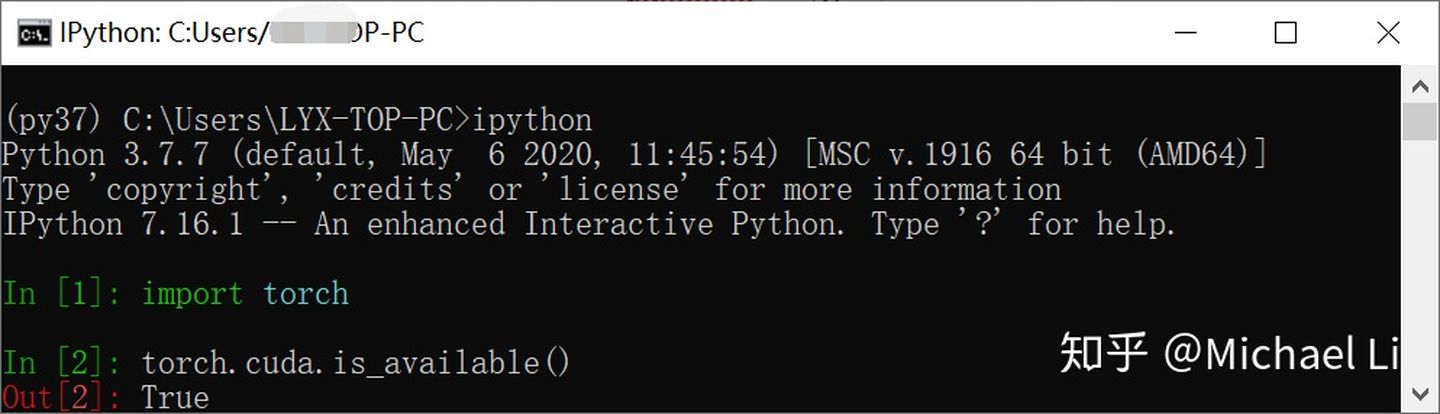 IPython: C:Users/ OP-PC
(py37) C:\Users\LYX-TOP-PC>ipython
Python 3.7.7 (default, May  6 2020, 11:45:54) [MSC v.1916 64 bit (AMD64)]
Type 'copyright', 'credits' or 'license' for more information
IPython 7.16.1 -- An enhanced Interactive Python. Type '?' for help.
In [1]: import torch
In [2]: torch.cuda.is_available()
Out[2]: True
知乎 @Michael Li